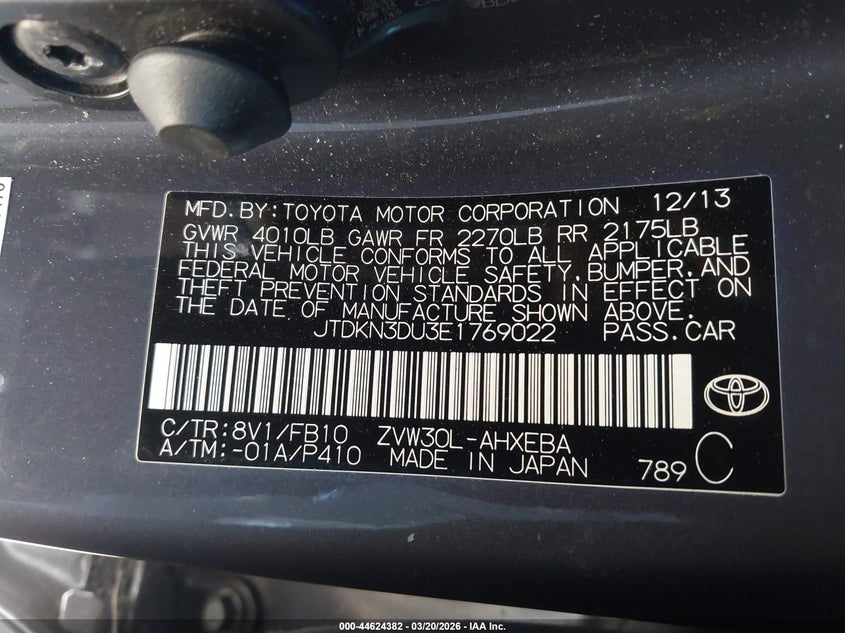 MFD. BY: TOYOTA MOTOR CORPORATION 12/13
GVWR 4010LB GAWR FR 2270LB RR 2175LB
THIS VEHICLE CONFORMS TO ALL APPLICABLE
FEDERAL MOTOR VEHICLE SAFETY, BUMPER, AND
THEFT PREVENTION STANDARDS IN EFFECT ON
THE DATE OF MANUFACTURE SHOWN ABOVE.
JTDKN3DU3E1769022 PASS.CAR
C/TR:8V1/FB10 ZVW30L-AHXEBA
A/TM:-01A/P410 MADE IN JAPAN 789 C
000-44624382 - 03/20/2026 - IAA Inc.